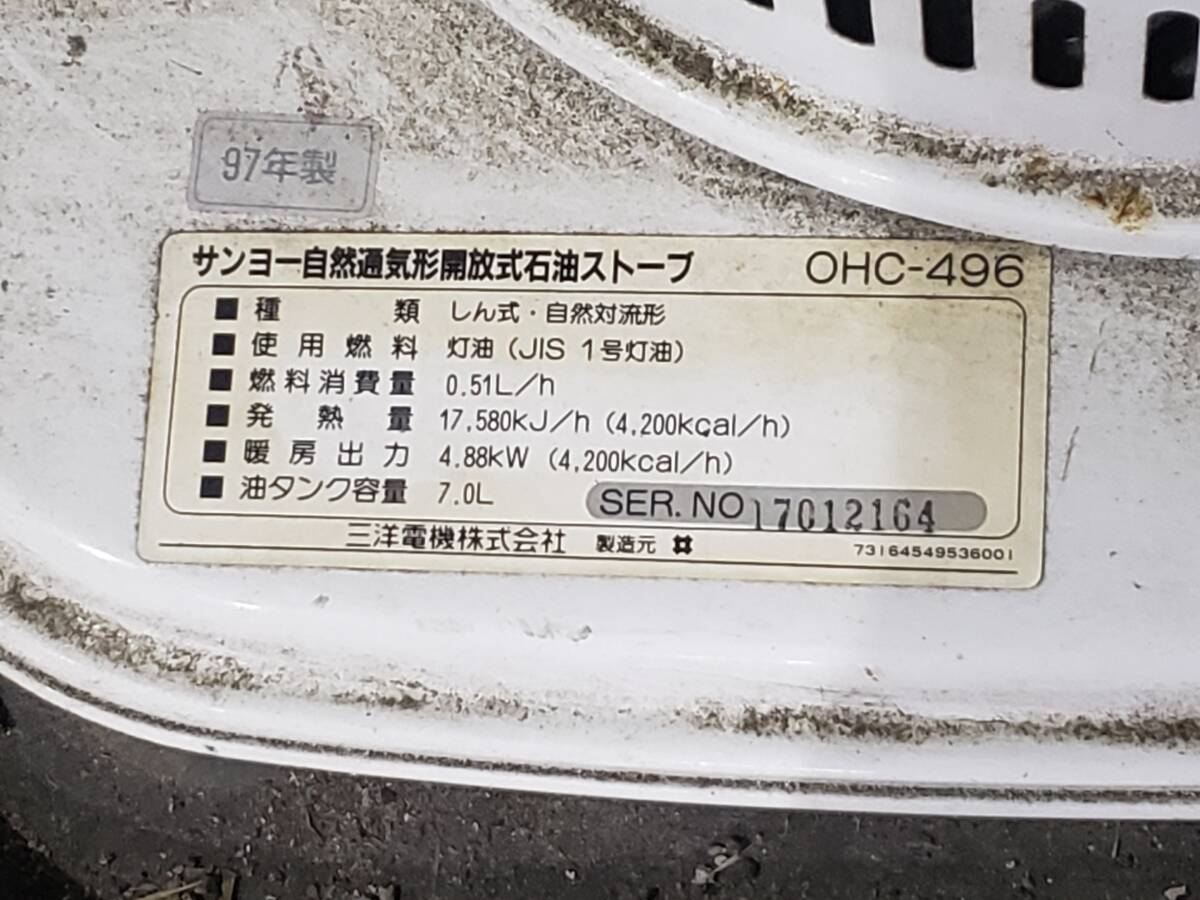 97年製
サンヨー自然通気形開放式石油ストーブ OHC-496
■ 種類 しん式・自然対流形
■ 使用燃料 灯油(JIS 1号灯油)
■ 燃料消費量 0.51L/h
■ 発熱量 17,580kJ/h (4,200kcal/h)
■ 暖房出力 4.88kW (4,200kcal/h)
■ 油タンク容量 7.0L SER. NO 17012164
三洋電機株式会社 製造元
73164549536001